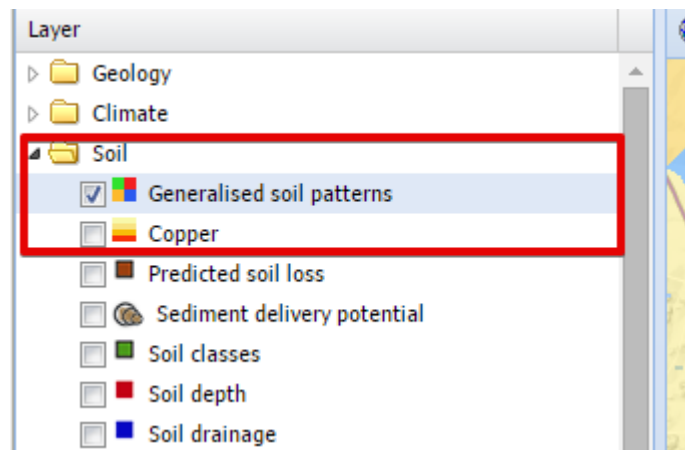 Layer
Geology
Climate
Soil
Generalised soil patterns
Copper
Predicted soil loss
Sediment delivery potential
Soil classes
Soil depth
Soil drainage